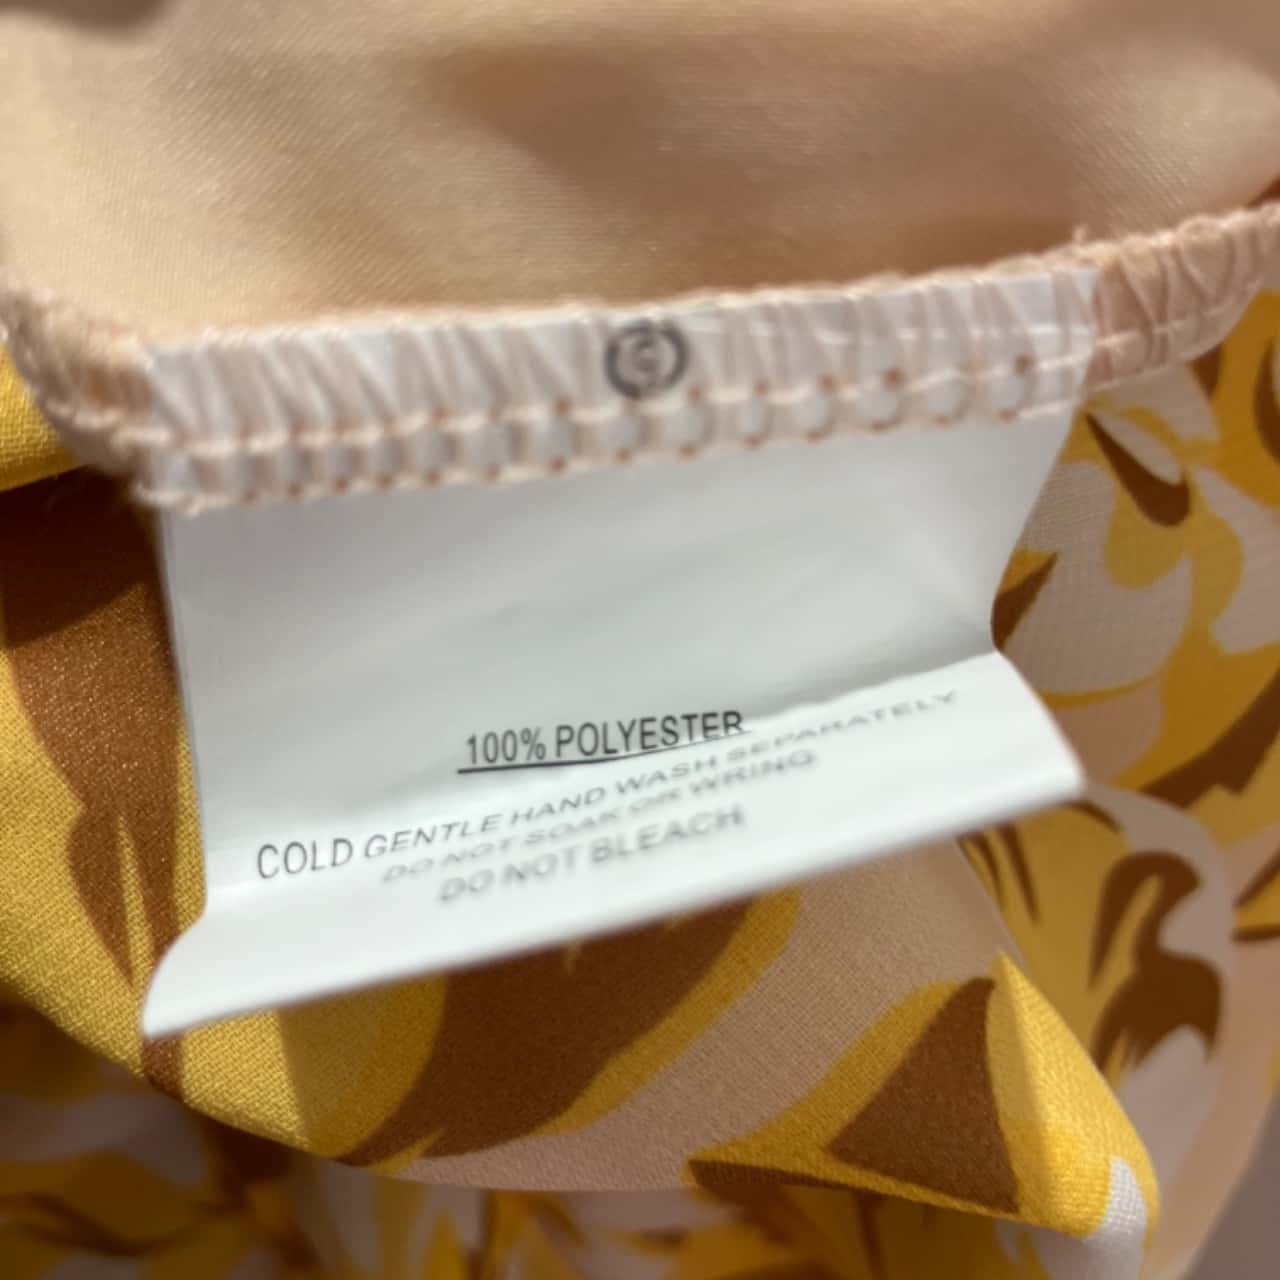 ©
100% POLYESTER
COLD GENTLE HAND WASH SEPARATELY
DO NOT SOAK OR WRING
DO NOT BLEACH